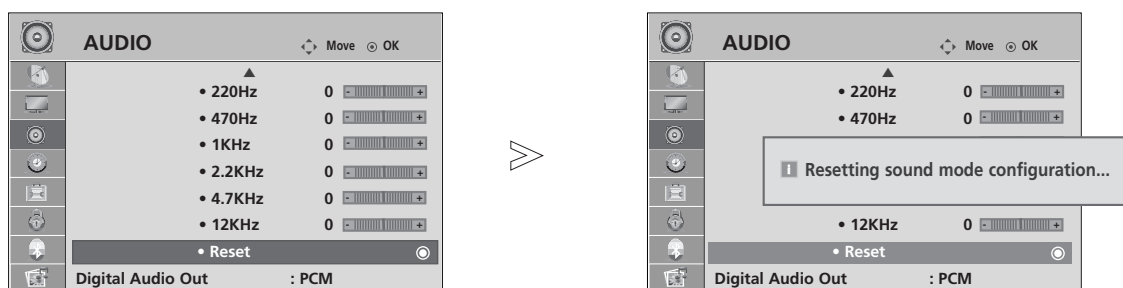 AUDIO Move OK
• 220Hz 0 - +
• 470Hz 0 - +
• 1KHz 0 - +
• 2.2KHz 0 - +
• 4.7KHz 0 - +
• 12KHz 0 - +
• Reset
Digital Audio Out : PCM
>
AUDIO Move OK
• 220Hz 0 - +
• 470Hz 0 - +
i Resetting sound mode configuration...
• 12KHz 0 - +
• Reset
Digital Audio Out : PCM